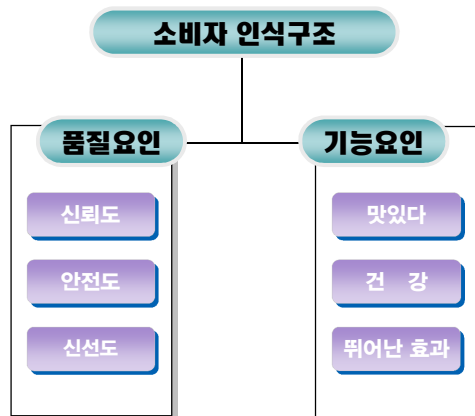 소비자 인식구조
품질요인
신뢰도
안전도
신선도
기능요인
맛있다
건 강
뛰어난 효과